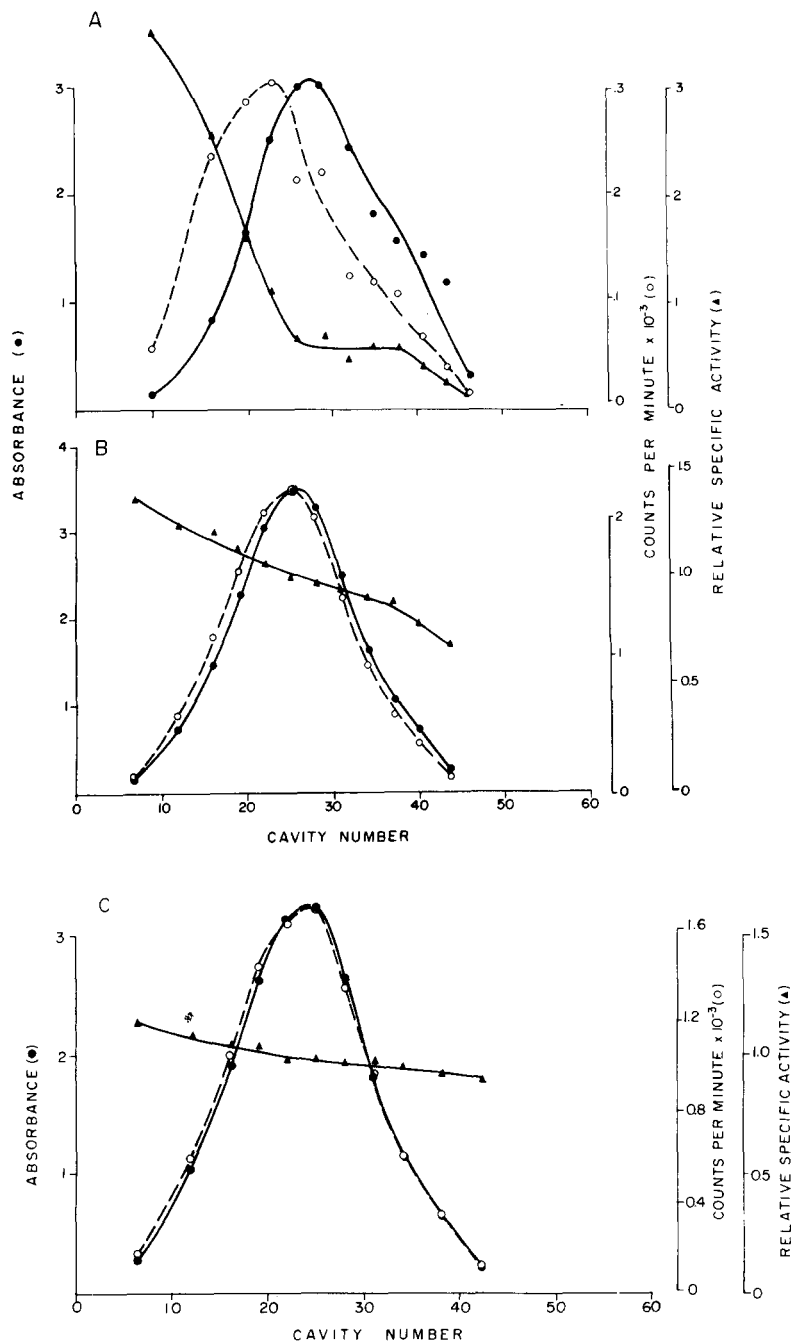 A
3
2
1
.3
.2
.1
0
3
2
1
0
ABSORBANCE (●)
COUNTS PER MINUTE x 10-3 (○)
RELATIVE SPECIFIC ACTIVITY (▲)
B
4
3
2
1
2
1
0
1.5
1.0
0.5
0
0 10 20 30 40 50 60
CAVITY NUMBER
C
3
2
1
1.6
1.2
0.8
0.4
0
1.5
1.0
0.5
0
ABSORBANCE (●)
COUNTS PER MINUTE x 10-3 (○)
RELATIVE SPECIFIC ACTIVITY (▲)
0 10 20 30 40 50 60
CAVITY NUMBER